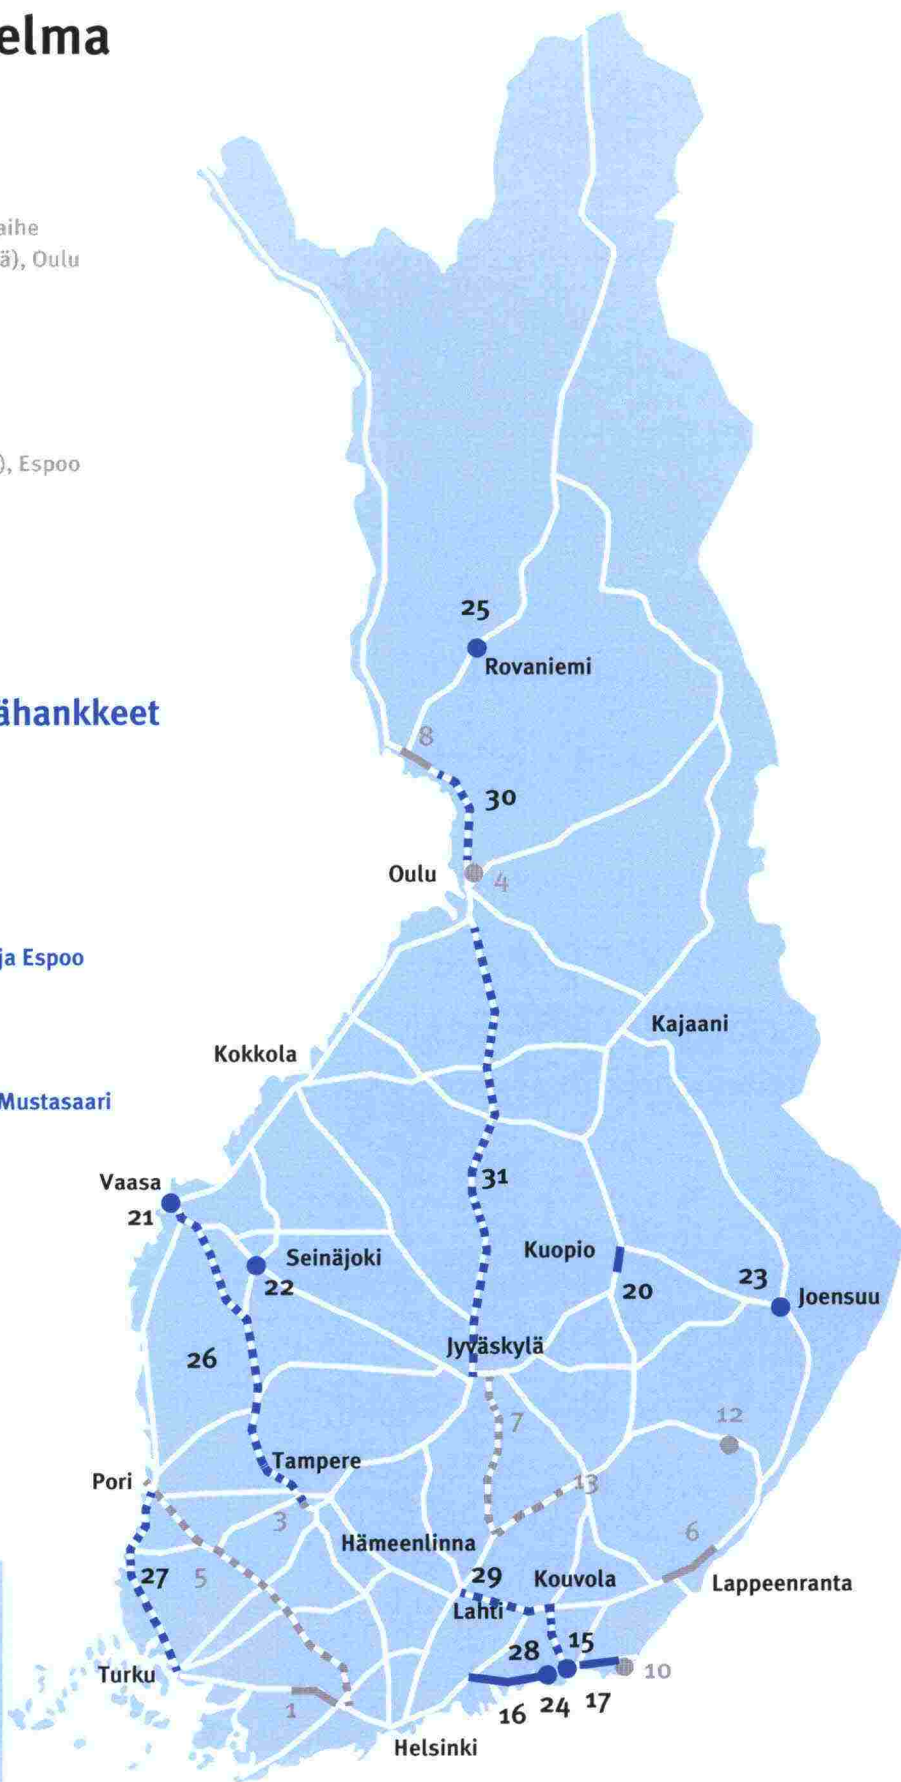 elma
aihe
ä), Oulu
), Espoo
25
Rovaniemi
ähankkeet
8
30
Oulu
4
ja Espoo
Kajaani
Kokkola
Mustasaari
Vaasa
21
31
Seinäjoki
22
Kuopio
20
23
Joensuu
Jyväskylä
26
7
12
Tampere
Pori
13
3
6
Hämeenlinna
27
5
29
Kouvola
Lappeenranta
Lahti
28
15
Turku
10
1
16
24
17
Helsinki